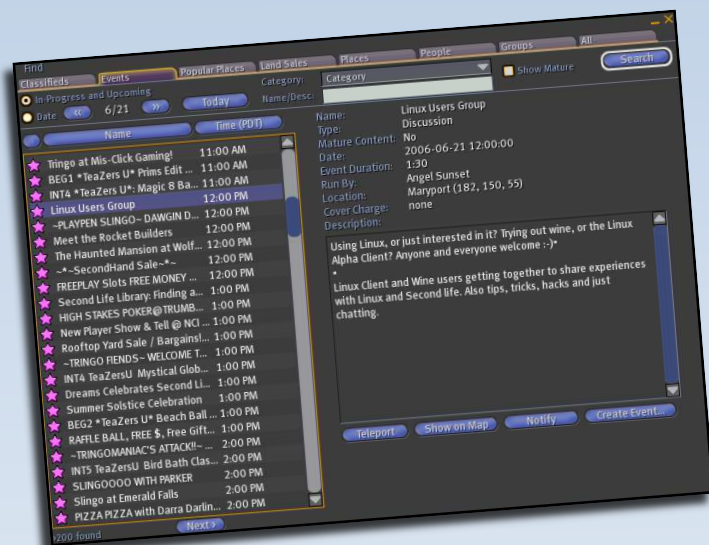 Find
Classifieds Events Popular Places Land Sales Places People Groups All
In-Progress and Upcoming
Date << 6/21 >> Today
Category: Category
Name/Desc:
Show Mature
Search
Name Time (PDT)
Tringo at Mis-Click Gaming! 11:00 AM
BEG1 *TeaZers U* Prims Edit ... 11:00 AM
INT4 *TeaZers U*: Magic 8 Ba... 11:00 AM
Linux Users Group 12:00 PM
~PLAYPEN SLINGO~ DAWGIN D... 12:00 PM
Meet the Rocket Builders 12:00 PM
The Haunted Mansion at Wolf... 12:00 PM
~*~SecondHand Sale~*~ 12:00 PM
FREEPLAY Slots FREE MONEY ... 12:00 PM
Second Life Library: Finding a... 1:00 PM
HIGH STAKES POKER@TRUMB... 1:00 PM
New Player Show & Tell @ NCI ... 1:00 PM
Rooftop Yard Sale / Bargains!... 1:00 PM
~TRINGO FIENDS~ WELCOME T... 1:00 PM
INT4 TeaZersU Mystical Glob... 1:00 PM
Dreams Celebrates Second Li... 1:00 PM
Summer Solstice Celebration 1:00 PM
BEG2 *TeaZers U* Beach Ball ... 1:00 PM
RAFFLE BALL, FREE $, Free Gift... 1:00 PM
~TRINGOMANIAC'S ATTACK!!~ ... 2:00 PM
INT5 TeaZersU Bird Bath Clas... 2:00 PM
SLINGOOOO WITH PARKER 2:00 PM
Slingo at Emerald Falls 2:00 PM
PIZZA PIZZA with Darra Darlin... 2:00 PM
>200 found
Next >
Name: Linux Users Group
Type: Discussion
Mature Content: No
Date: 2006-06-21 12:00:00
Event Duration: 1:30
Run By: Angel Sunset
Location: Maryport (182, 150, 55)
Cover Charge: none
Description:
Using Linux, or just interested in it? Trying out wine, or the Linux
Alpha Client? Anyone and everyone welcome :-)•
•
Linux Client and Wine users getting together to share experiences
with Linux and Second life. Also tips, tricks, hacks and just
chatting.
Teleport Show on Map Notify Create Event...